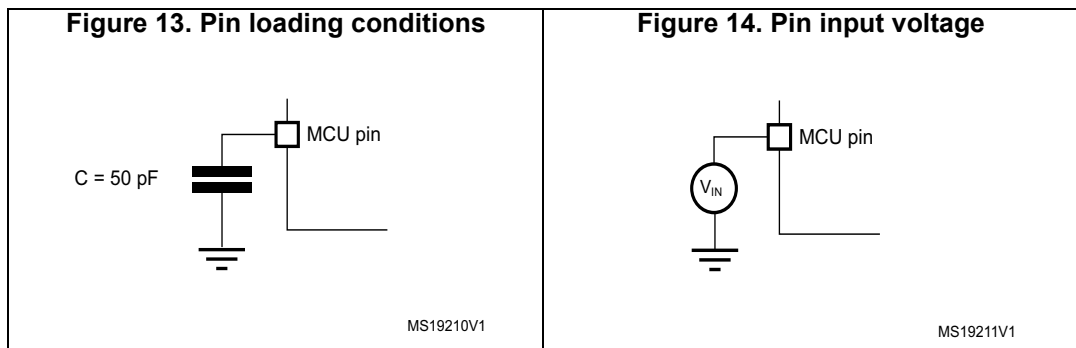 Figure 13. Pin loading conditions
MCU pin
C = 50 pF
MS19210V1
Figure 14. Pin input voltage
MCU pin
VIN
MS19211V1